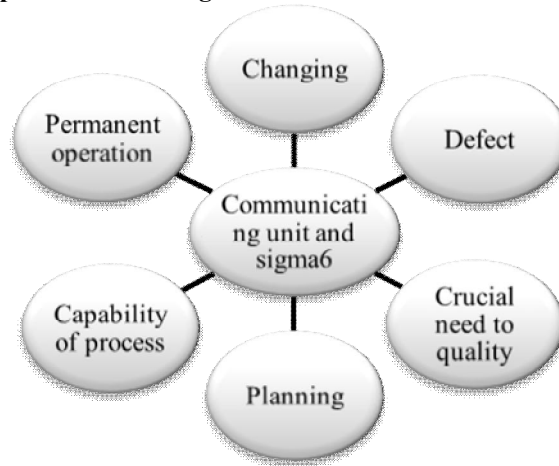 Changing
Permanent
operation
Defect
Communicati
ng unit and
sigma6
Capability
of process
Crucial
need to
quality
Planning